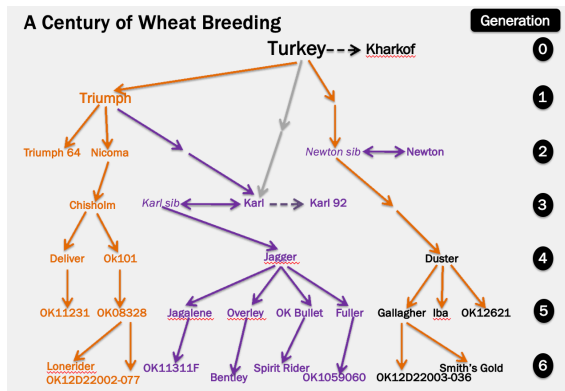 A Century of Wheat Breeding
Generation
Turkey
Kharkof
0
Triumph
1
Triumph 64
Nicoma
Newton sib
Newton
2
Chisholm
Karl sib
Karl
Karl 92
3
Deliver
Ok101
Jagger
Duster
4
OK11231
OK08328
Jagalene
Overley
OK Bullet
Fuller
Gallagher
Iba
OK12621
5
Lonerider
OK12D22002-077
OK11311F
Bentley
Spirit Rider
OK1059060
Smith's Gold
OK12D22003-036
6